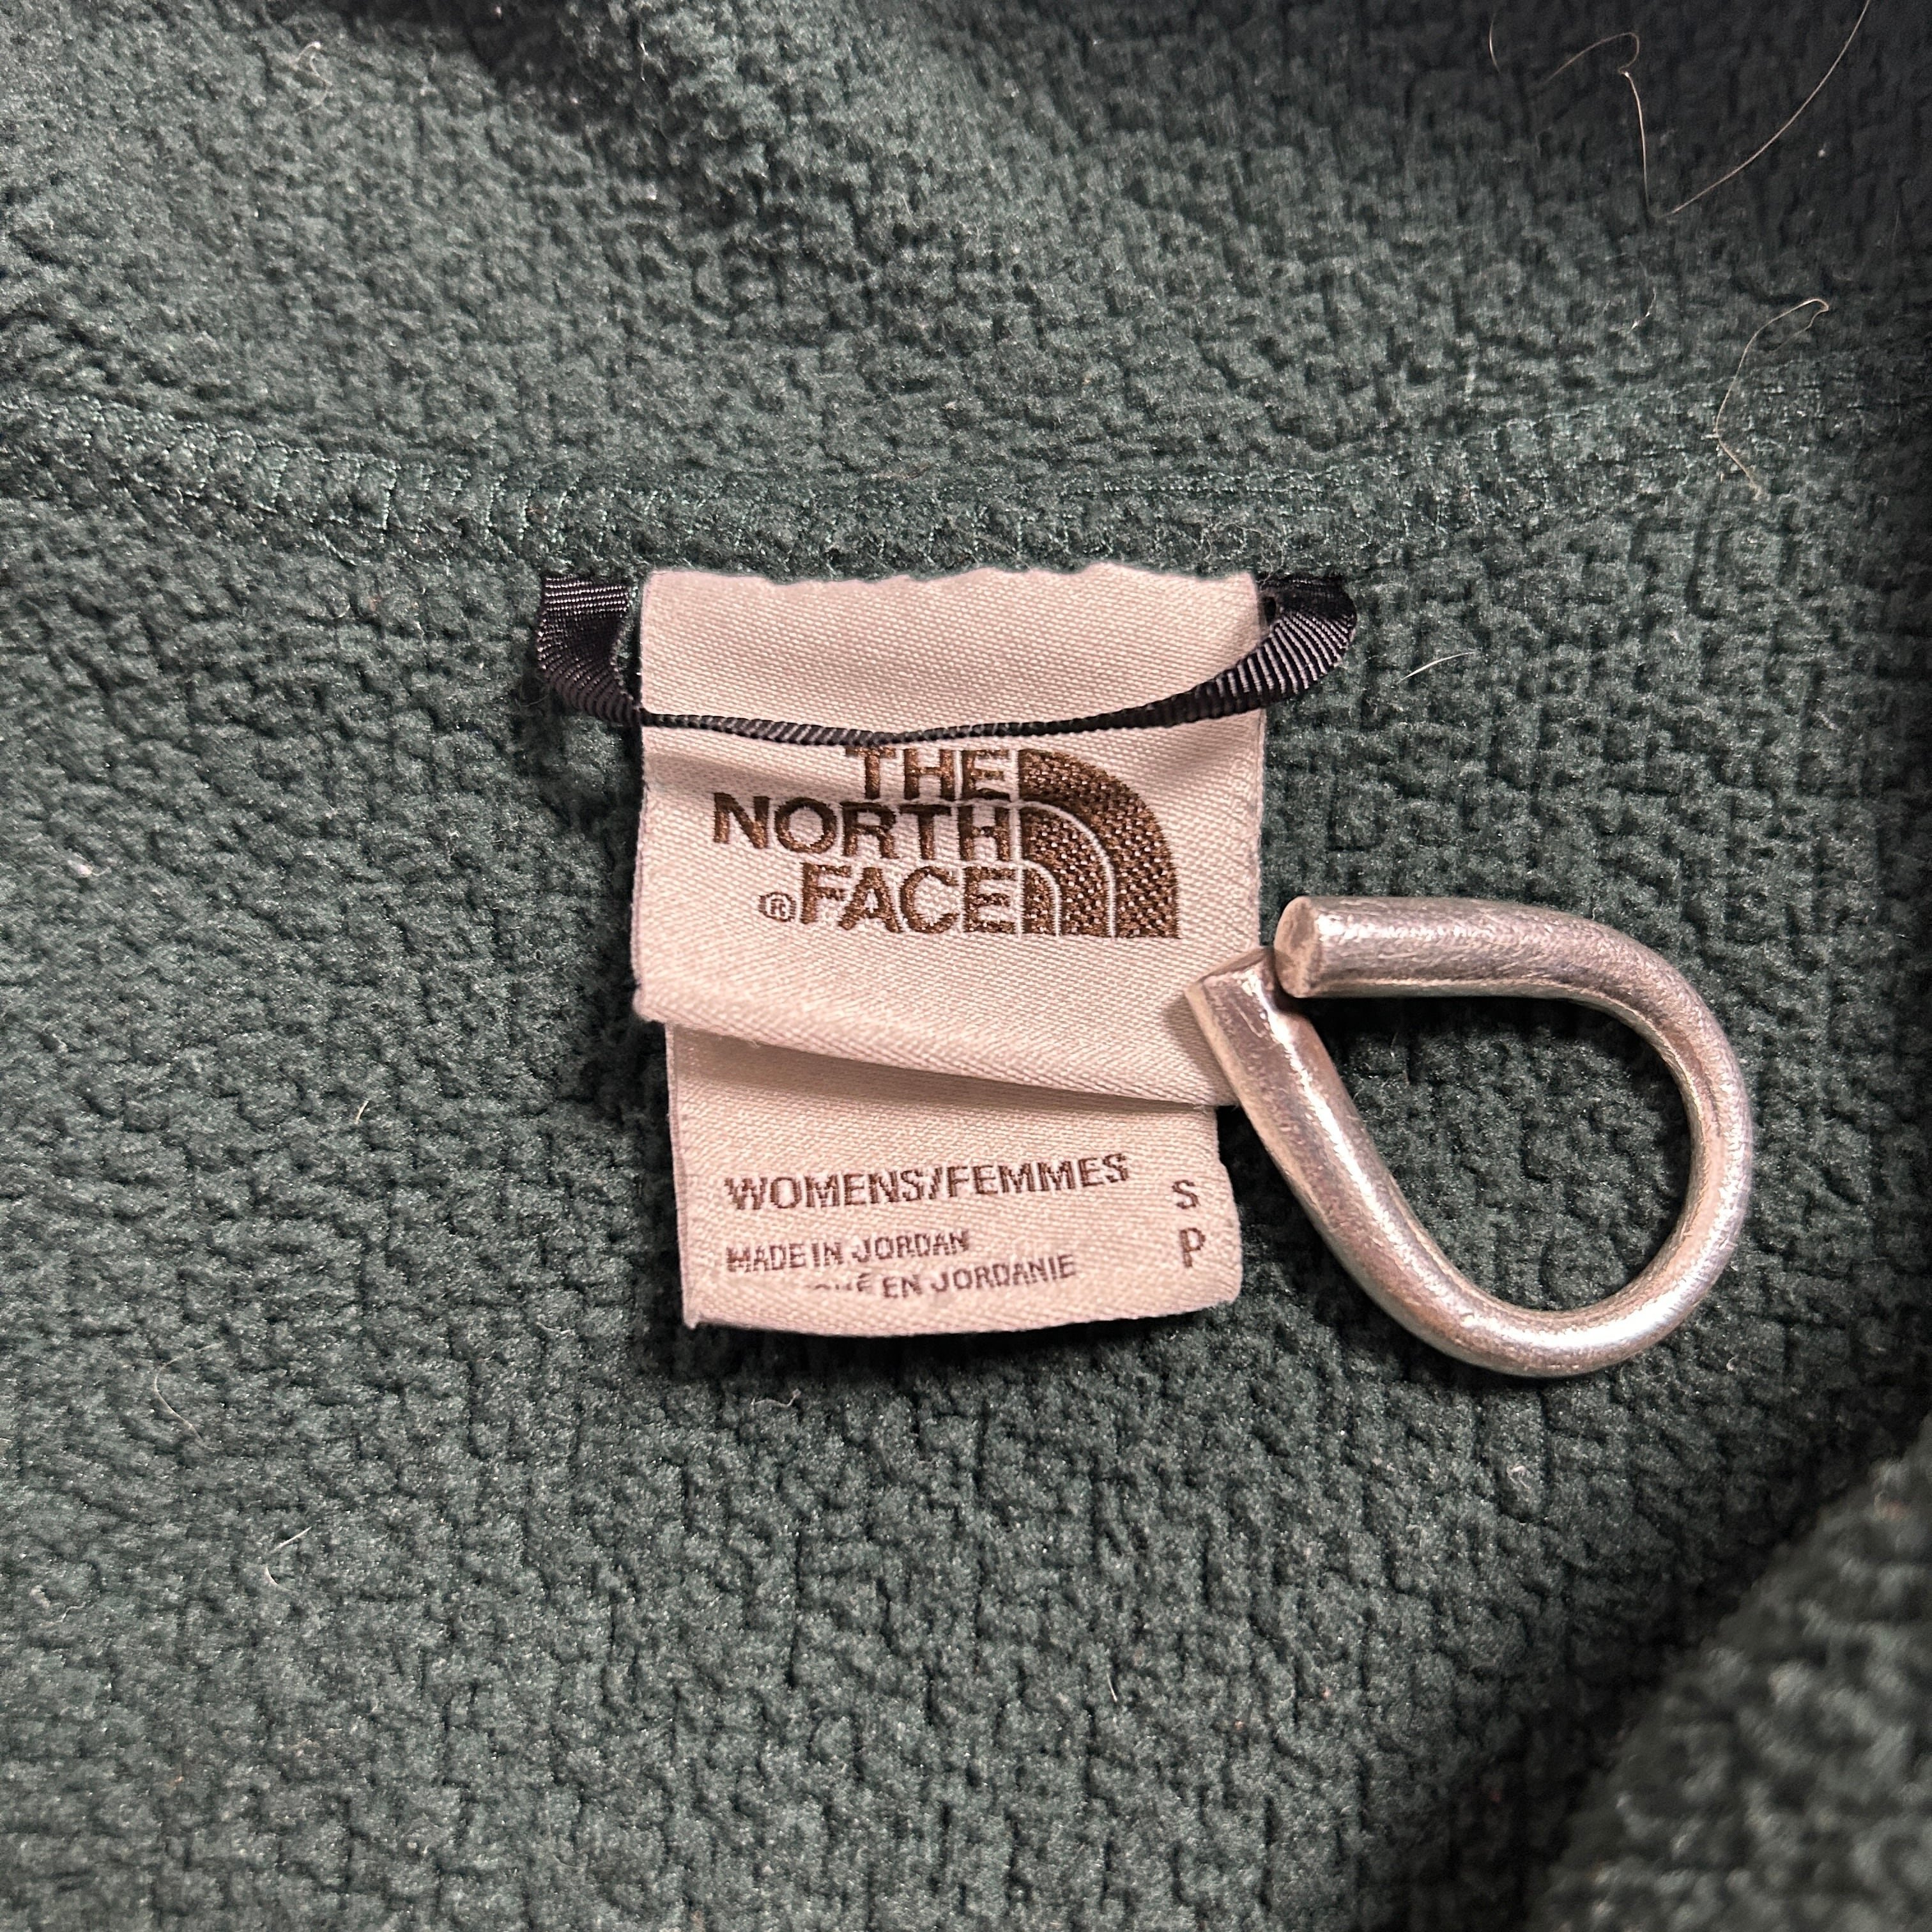 THE
NORTH
®FACE
WOMENS/FEMMES S
MADE IN JORDAN P
EN JORDANIE